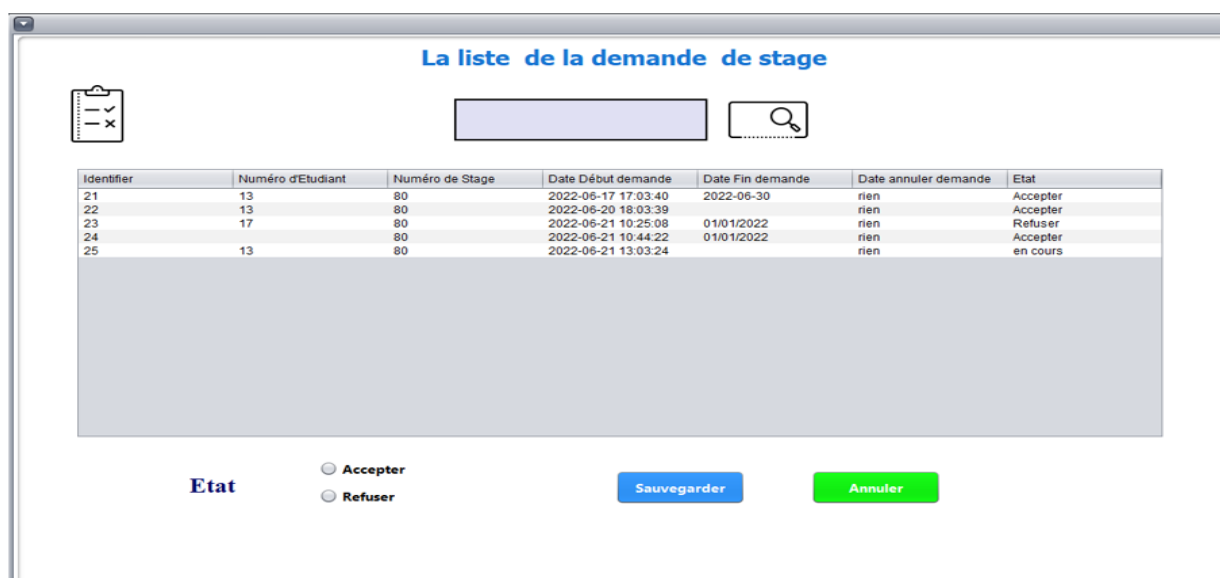 La liste de la demande de stage
Identifier Numéro d'Etudiant Numéro de Stage Date Début demande Date Fin demande Date annuler demande Etat
21 13 80 2022-06-17 17:03:40 2022-06-30 rien Accepter
22 13 80 2022-06-20 18:03:39 rien Accepter
23 17 80 2022-06-21 10:25:08 01/01/2022 rien Refuser
24 80 2022-06-21 10:44:22 01/01/2022 rien Accepter
25 13 80 2022-06-21 13:03:24 rien en cours
Accepter
Etat Sauvegarder Annuler
Refuser